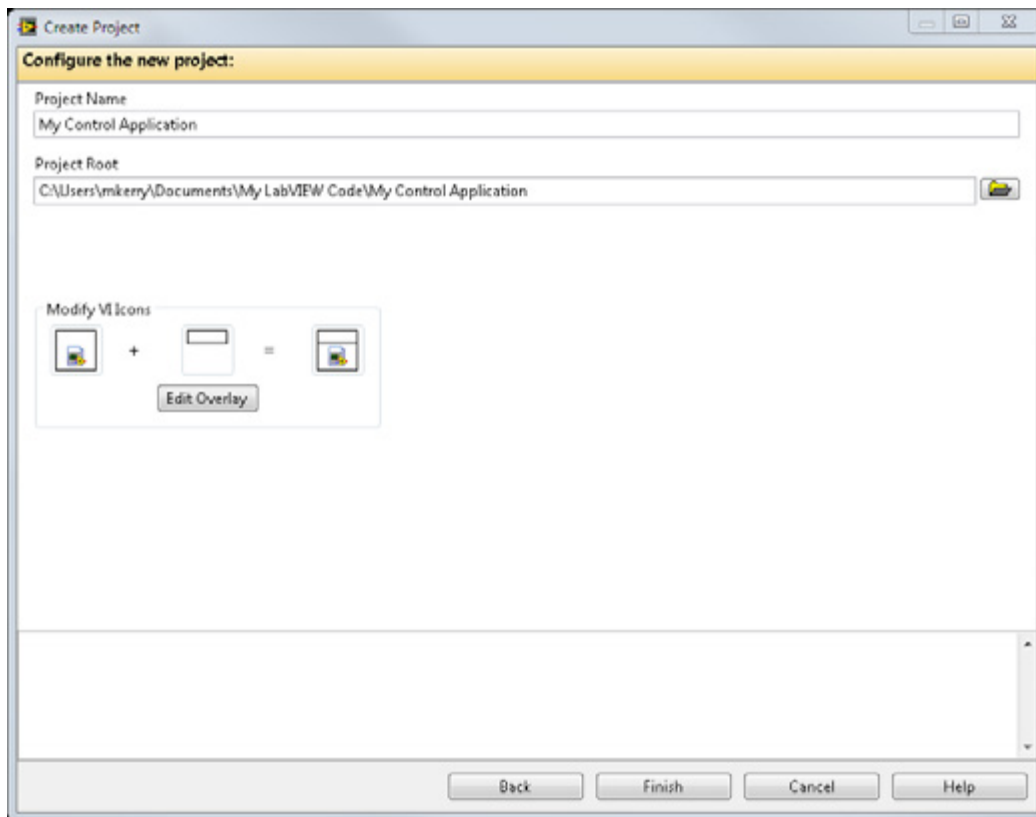 Create Project
Configure the new project:
Project Name
My Control Application
Project Root
C:\Users\mkerry\Documents\My LabVIEW Code\My Control Application
Modify VI Icons
+ =
Edit Overlay
Back Finish Cancel Help